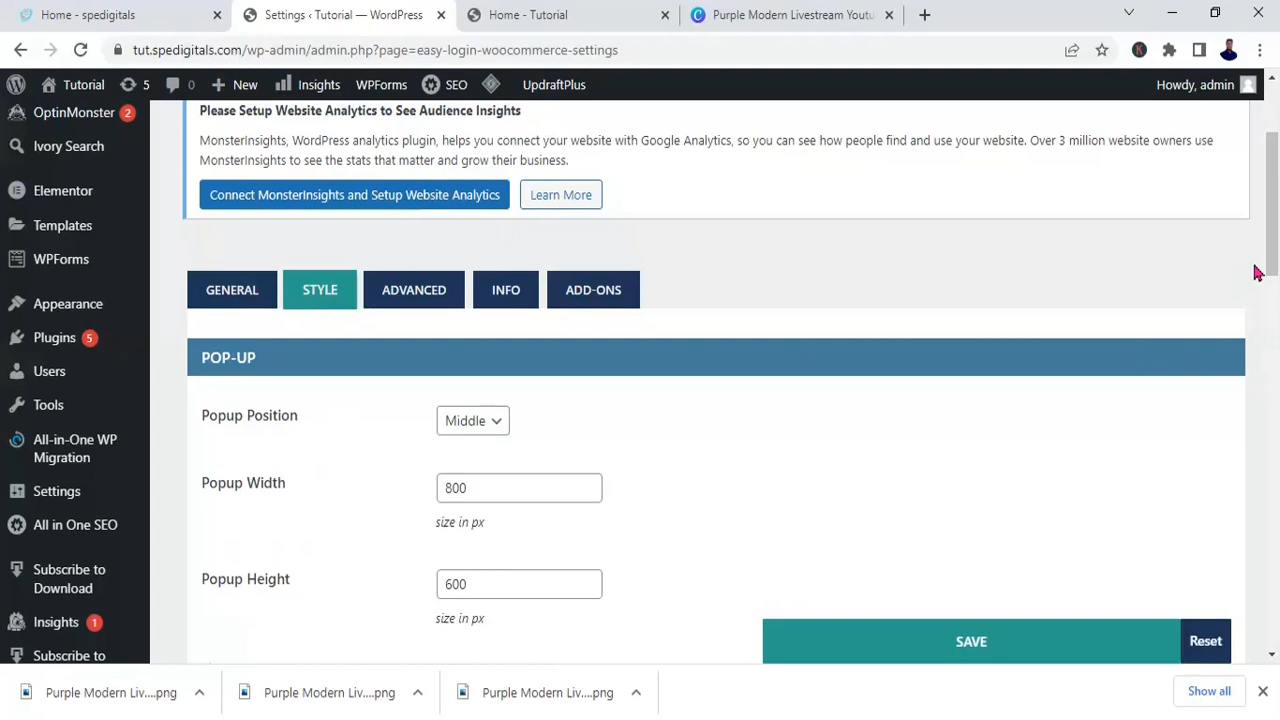 Home - spedigitals
Settings ‹ Tutorial — WordPress
Home - Tutorial
Purple Modern Livestream Youtu
tut.spedigitals.com/wp-admin/admin.php?page=easy-login-woocommerce-settings
K
Tutorial 5 0 New Insights WPForms SEO UpdraftPlus Howdy, admin
OptinMonster 2
Ivory Search
Elementor
Templates
WPForms
Appearance
Plugins 5
Users
Tools
All-in-One WP
Migration
Settings
All in One SEO
Subscribe to
Download
Insights 1
Subscribe to
Please Setup Website Analytics to See Audience Insights
MonsterInsights, WordPress analytics plugin, helps you connect your website with Google Analytics, so you can see how people find and use your website. Over 3 million website owners use
MonsterInsights to see the stats that matter and grow their business.
Connect MonsterInsights and Setup Website Analytics Learn More
GENERAL STYLE ADVANCED INFO ADD-ONS
POP-UP
Popup Position Middle
Popup Width 800
size in px
Popup Height 600
size in px
SAVE Reset
Purple Modern Liv....png Purple Modern Liv....png Purple Modern Liv....png Show all